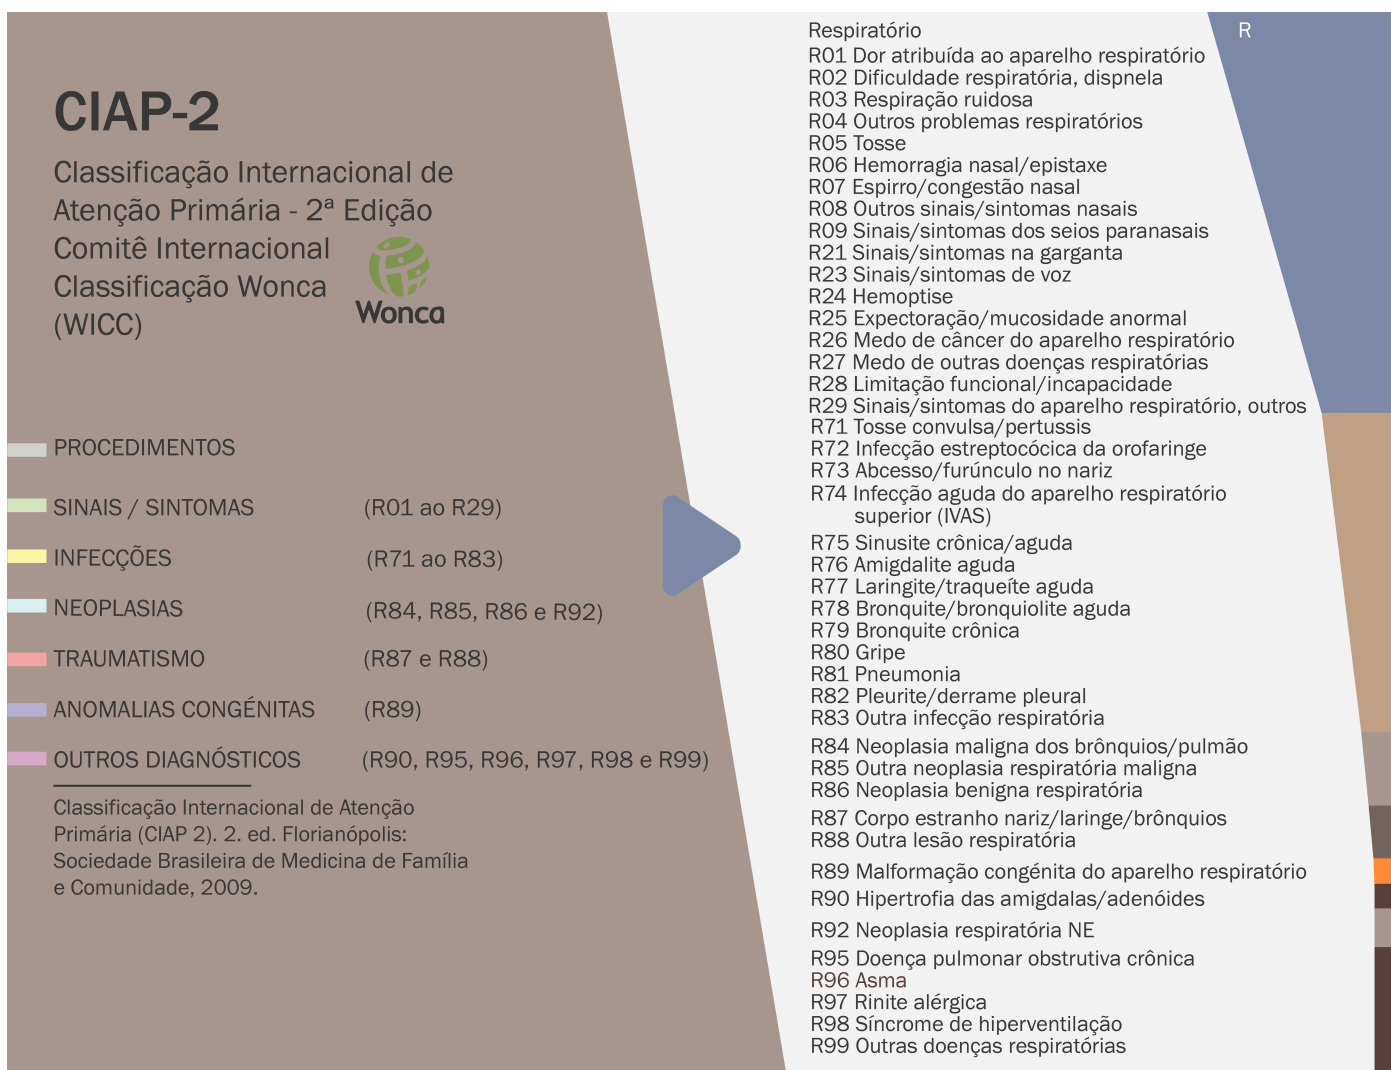 CIAP-2
Classificação Internacional de
Atenção Primária - 2ª Edição
Comitê Internacional
Classificação Wonca
(WICC)
Wonca
PROCEDIMENTOS
SINAIS / SINTOMAS (R01 ao R29)
INFECÇÕES (R71 ao R83)
NEOPLASIAS (R84, R85, R86 e R92)
TRAUMATISMO (R87 e R88)
ANOMALIAS CONGÉNITAS (R89)
OUTROS DIAGNÓSTICOS (R90, R95, R96, R97, R98 e R99)
Classificação Internacional de Atenção
Primária (CIAP 2). 2. ed. Florianópolis:
Sociedade Brasileira de Medicina de Família
e Comunidade, 2009.
Respiratório
R
R01 Dor atribuída ao aparelho respiratório
R02 Dificuldade respiratória, dispnela
R03 Respiração ruidosa
R04 Outros problemas respiratórios
R05 Tosse
R06 Hemorragia nasal/epistaxe
R07 Espirro/congestão nasal
R08 Outros sinais/sintomas nasais
R09 Sinais/sintomas dos seios paranasais
R21 Sinais/sintomas na garganta
R23 Sinais/sintomas de voz
R24 Hemoptise
R25 Expectoração/mucosidade anormal
R26 Medo de câncer do aparelho respiratório
R27 Medo de outras doenças respiratórias
R28 Limitação funcional/incapacidade
R29 Sinais/sintomas do aparelho respiratório, outros
R71 Tosse convulsa/pertussis
R72 Infecção estreptocócica da orofaringe
R73 Abcesso/furúnculo no nariz
R74 Infecção aguda do aparelho respiratório
superior (IVAS)
R75 Sinusite crônica/aguda
R76 Amigdalite aguda
R77 Laringite/traqueíte aguda
R78 Bronquite/bronquiolite aguda
R79 Bronquite crônica
R80 Gripe
R81 Pneumonia
R82 Pleurite/derrame pleural
R83 Outra infecção respiratória
R84 Neoplasia maligna dos brônquios/pulmão
R85 Outra neoplasia respiratória maligna
R86 Neoplasia benigna respiratória
R87 Corpo estranho nariz/laringe/brônquios
R88 Outra lesão respiratória
R89 Malformação congénita do aparelho respiratório
R90 Hipertrofia das amigdalas/adenóides
R92 Neoplasia respiratória NE
R95 Doença pulmonar obstrutiva crônica
R96 Asma
R97 Rinite alérgica
R98 Síncrome de hiperventilação
R99 Outras doenças respiratórias